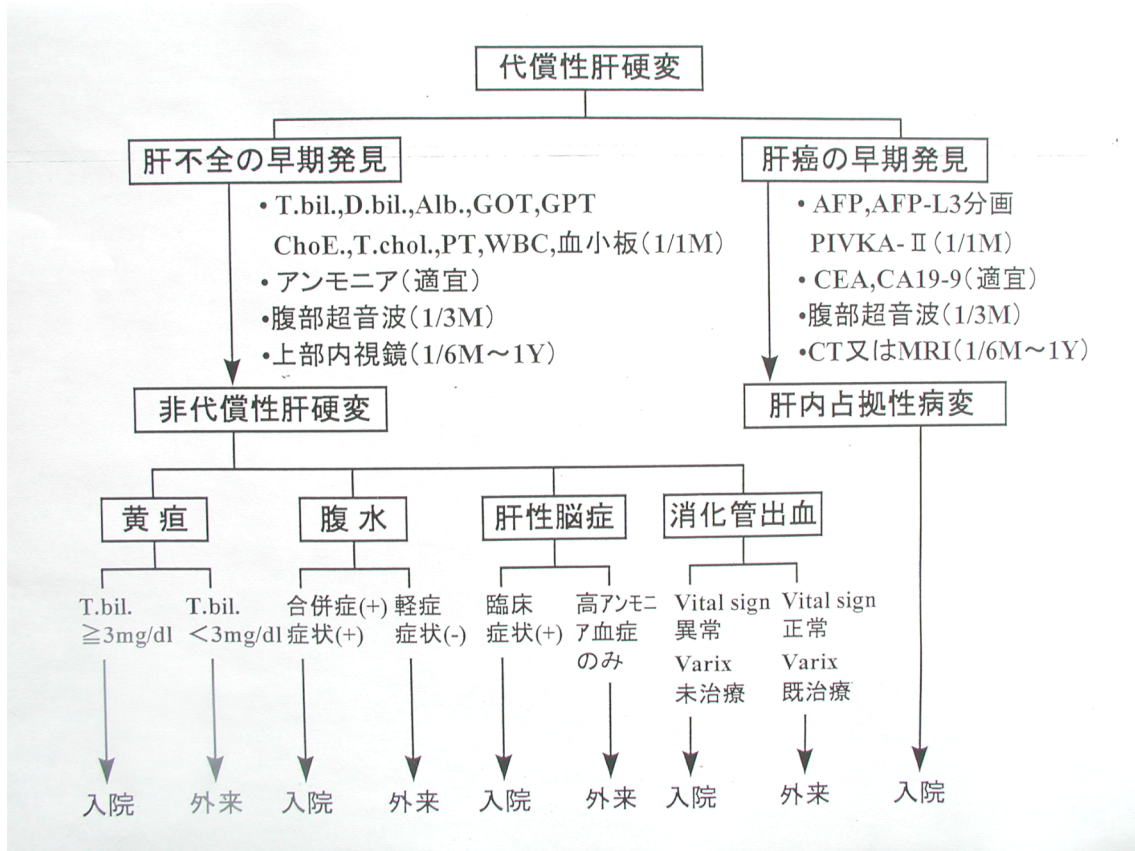 代償性肝硬変
肝不全の早期発見
・T.bil.,D.bil.,Alb.,GOT,GPT
ChoE.,T.chol.,PT,WBC,血小板(1/1M)
・アンモニア(適宜)
・腹部超音波(1/3M)
・上部内視鏡(1/6M〜1Y)
肝癌の早期発見
・AFP,AFP-L3分画
PIVKA-Ⅱ(1/1M)
・CEA,CA19-9(適宜)
・腹部超音波(1/3M)
・CT又はMRI(1/6M〜1Y)
非代償性肝硬変
肝内占拠性病変
黄疸
腹水
肝性脳症
消化管出血
T.bil.
≧3mg/dl
T.bil.
<3mg/dl
合併症(+)
症状(+)
軽症
症状(-)
臨床
症状(+)
高アンモニ
ア血症
のみ
Vital sign
異常
Varix
未治療
Vital sign
正常
Varix
既治療
入院
外来
入院
外来
入院
外来
入院
外来
入院